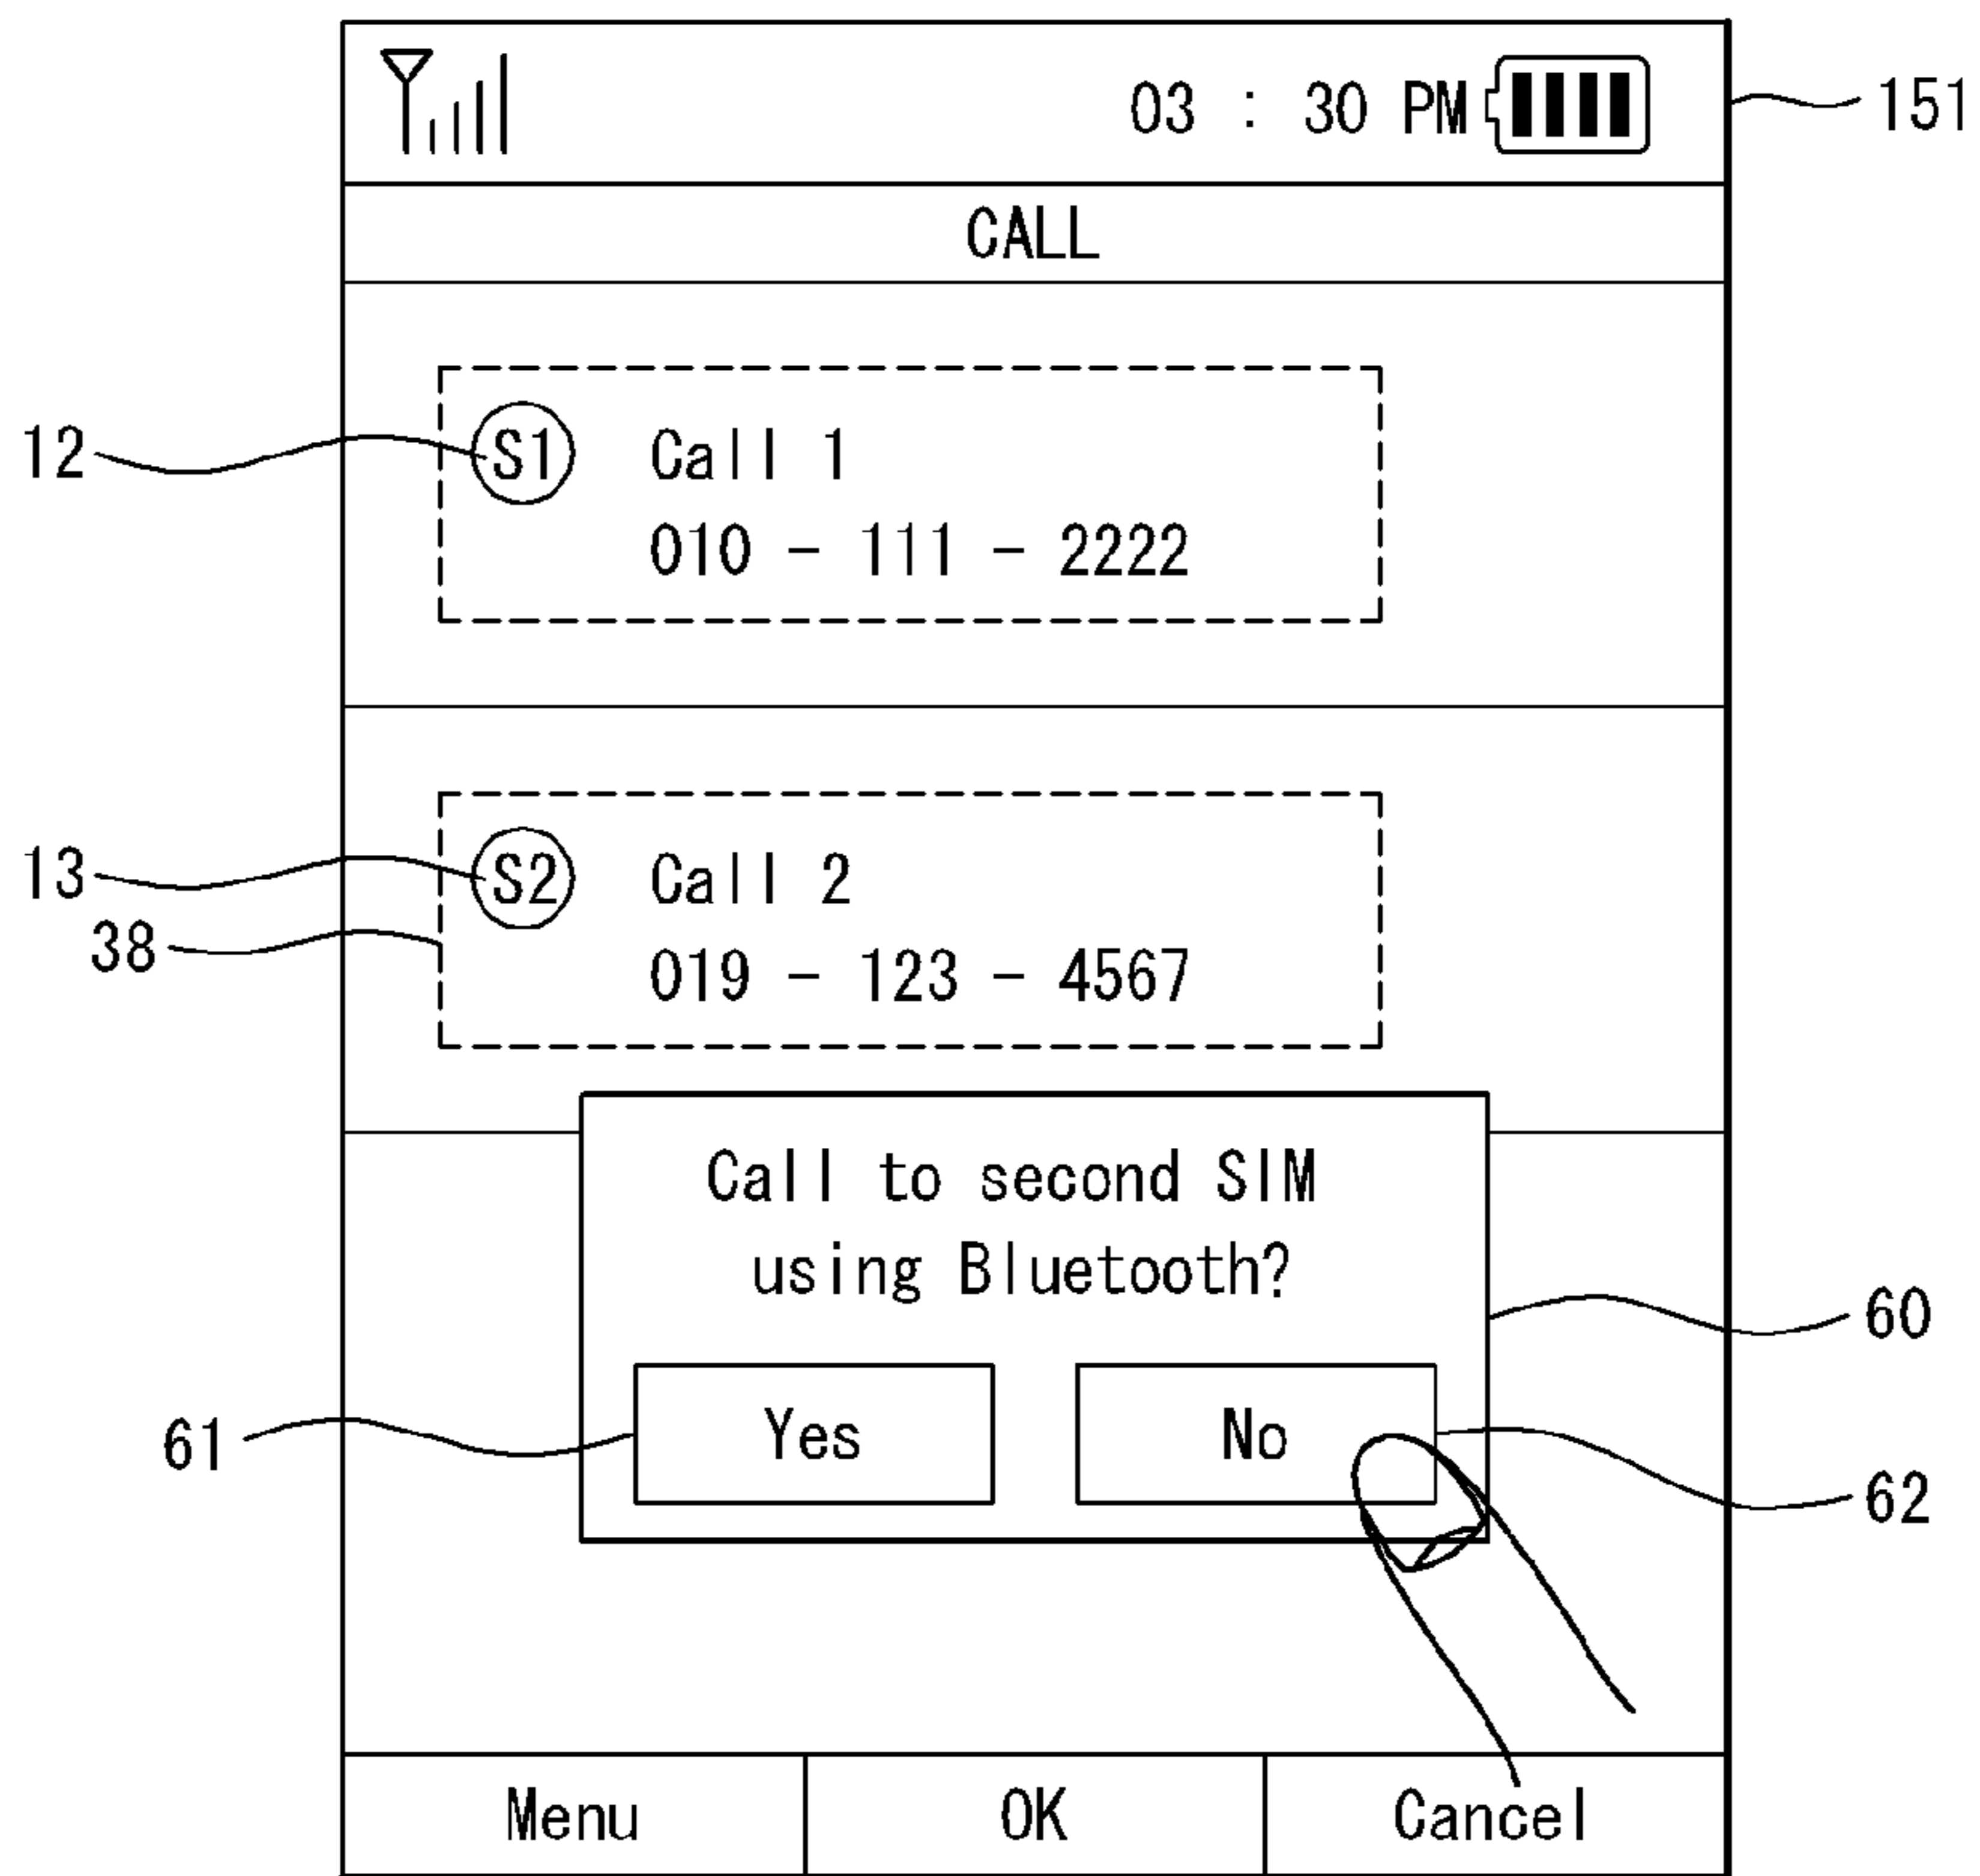 03 : 30 PM
151
CALL
12
S1 Call 1
010 - 111 - 2222
13
S2 Call 2
38
019 - 123 - 4567
Call to second SIM
using Bluetooth?
60
61
Yes No
62
Menu OK Cancel